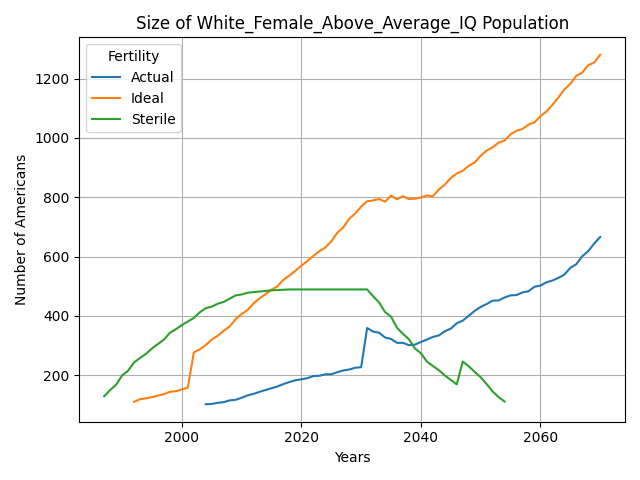 Size of White_Female_Above_Average_IQ Population
Fertility
Actual
Ideal
Sterile
Number of Americans
1200
1000
800
600
400
200
2000
2020
2040
2060
Years